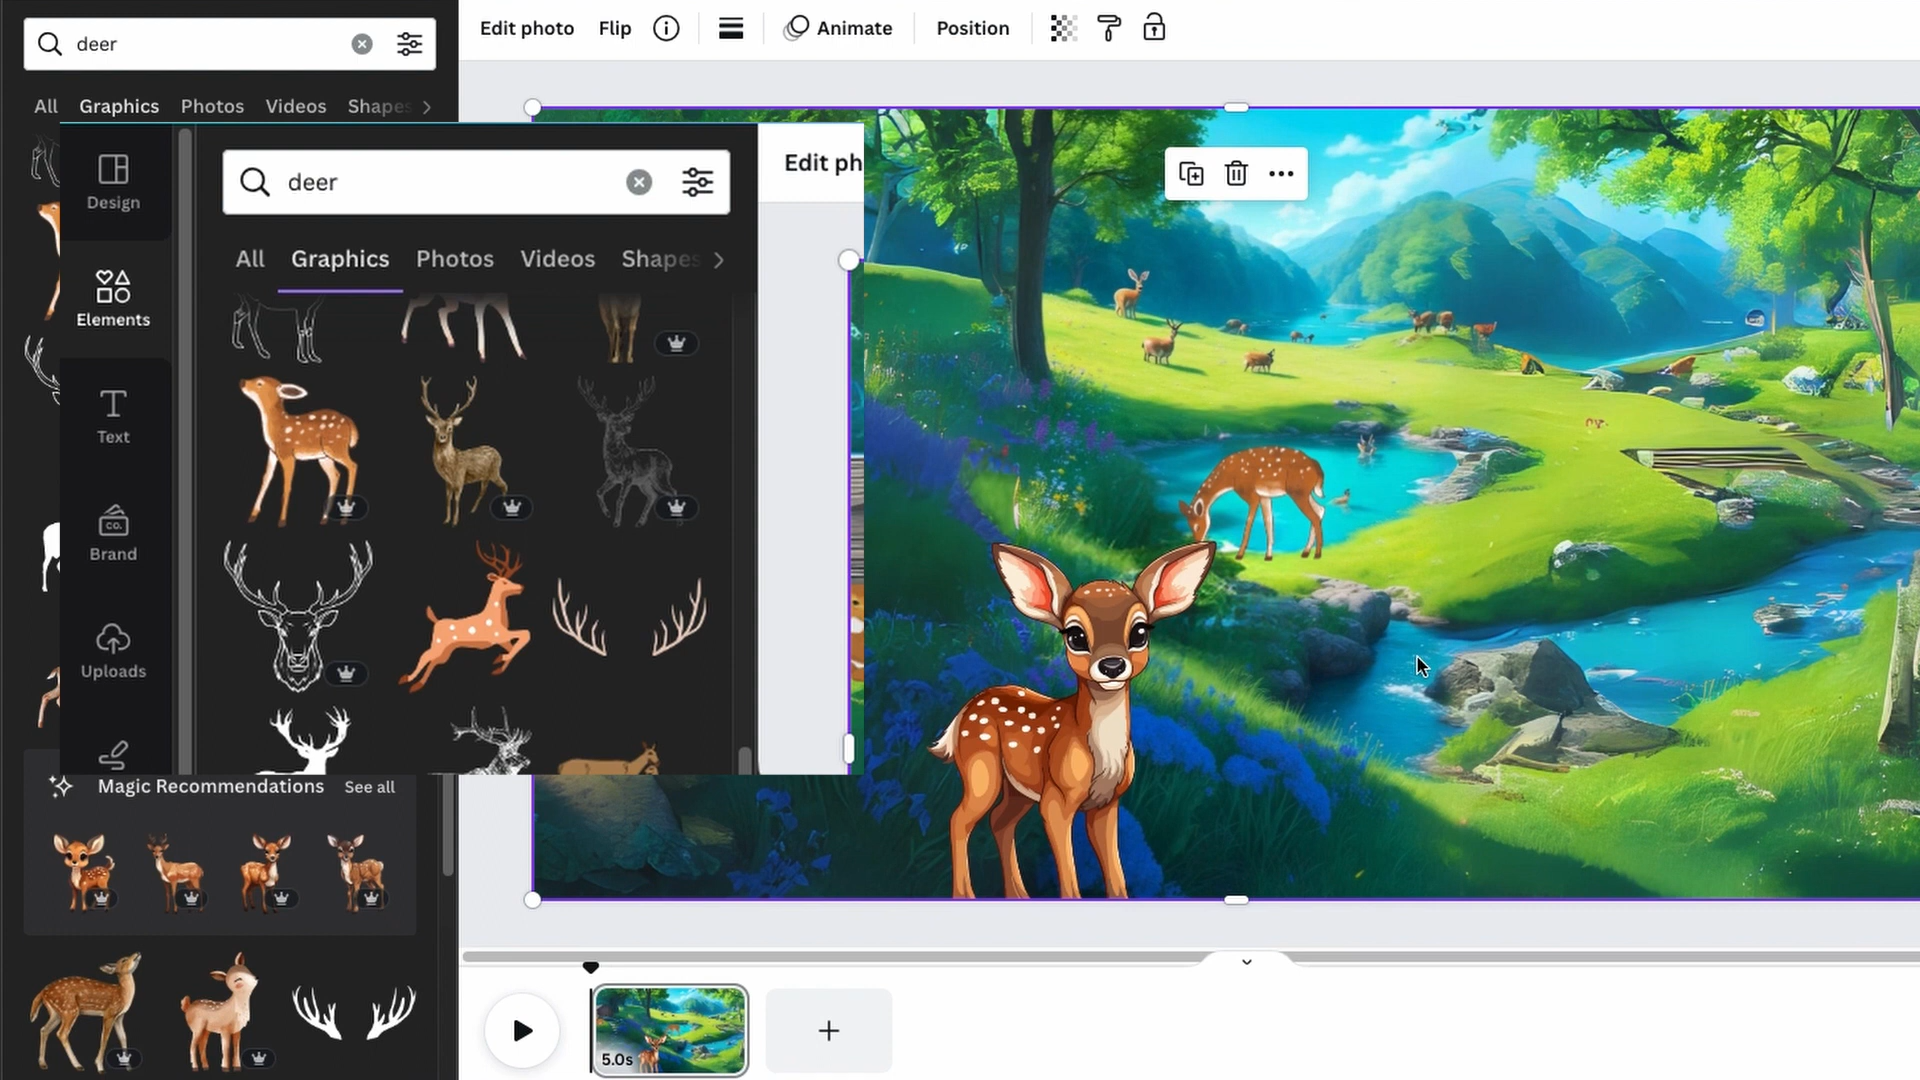 deer
Edit photo Flip Animate Position
All Graphics Photos Videos Shapes
Design
deer
Edit ph
Elements
All Graphics Photos Videos Shapes
Text
CO.
Brand
Uploads
Magic Recommendations See all
5.0s